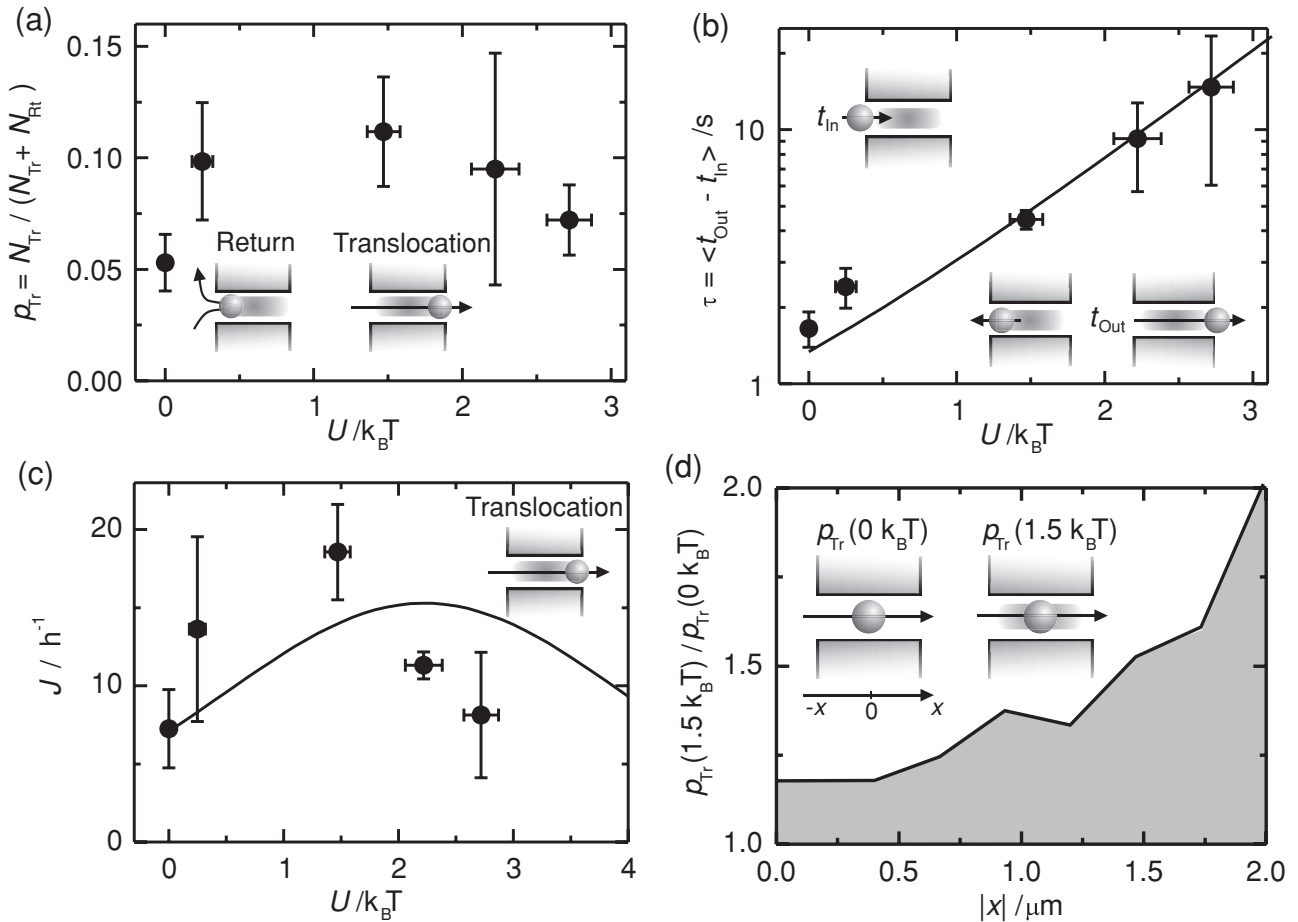 (a)
0.15
0.10
0.05
0.00
p_Tr = N_Tr / (N_Tr + N_Rt)
Return
Translocation
0
1
2
3
U /k_BT
(b)
10
1
τ = <t_Out - t_In> /s
t_In
t_Out
0
1
2
3
U /k_BT
(c)
20
10
0
J / h⁻¹
Translocation
0
1
2
3
4
U /k_BT
(d)
2.0
1.5
1.0
p_Tr (1.5 k_BT) / p_Tr (0 k_BT)
p_Tr (0 k_BT)
p_Tr (1.5 k_BT)
-x
0
x
0.0
0.5
1.0
1.5
2.0
|x| /μm